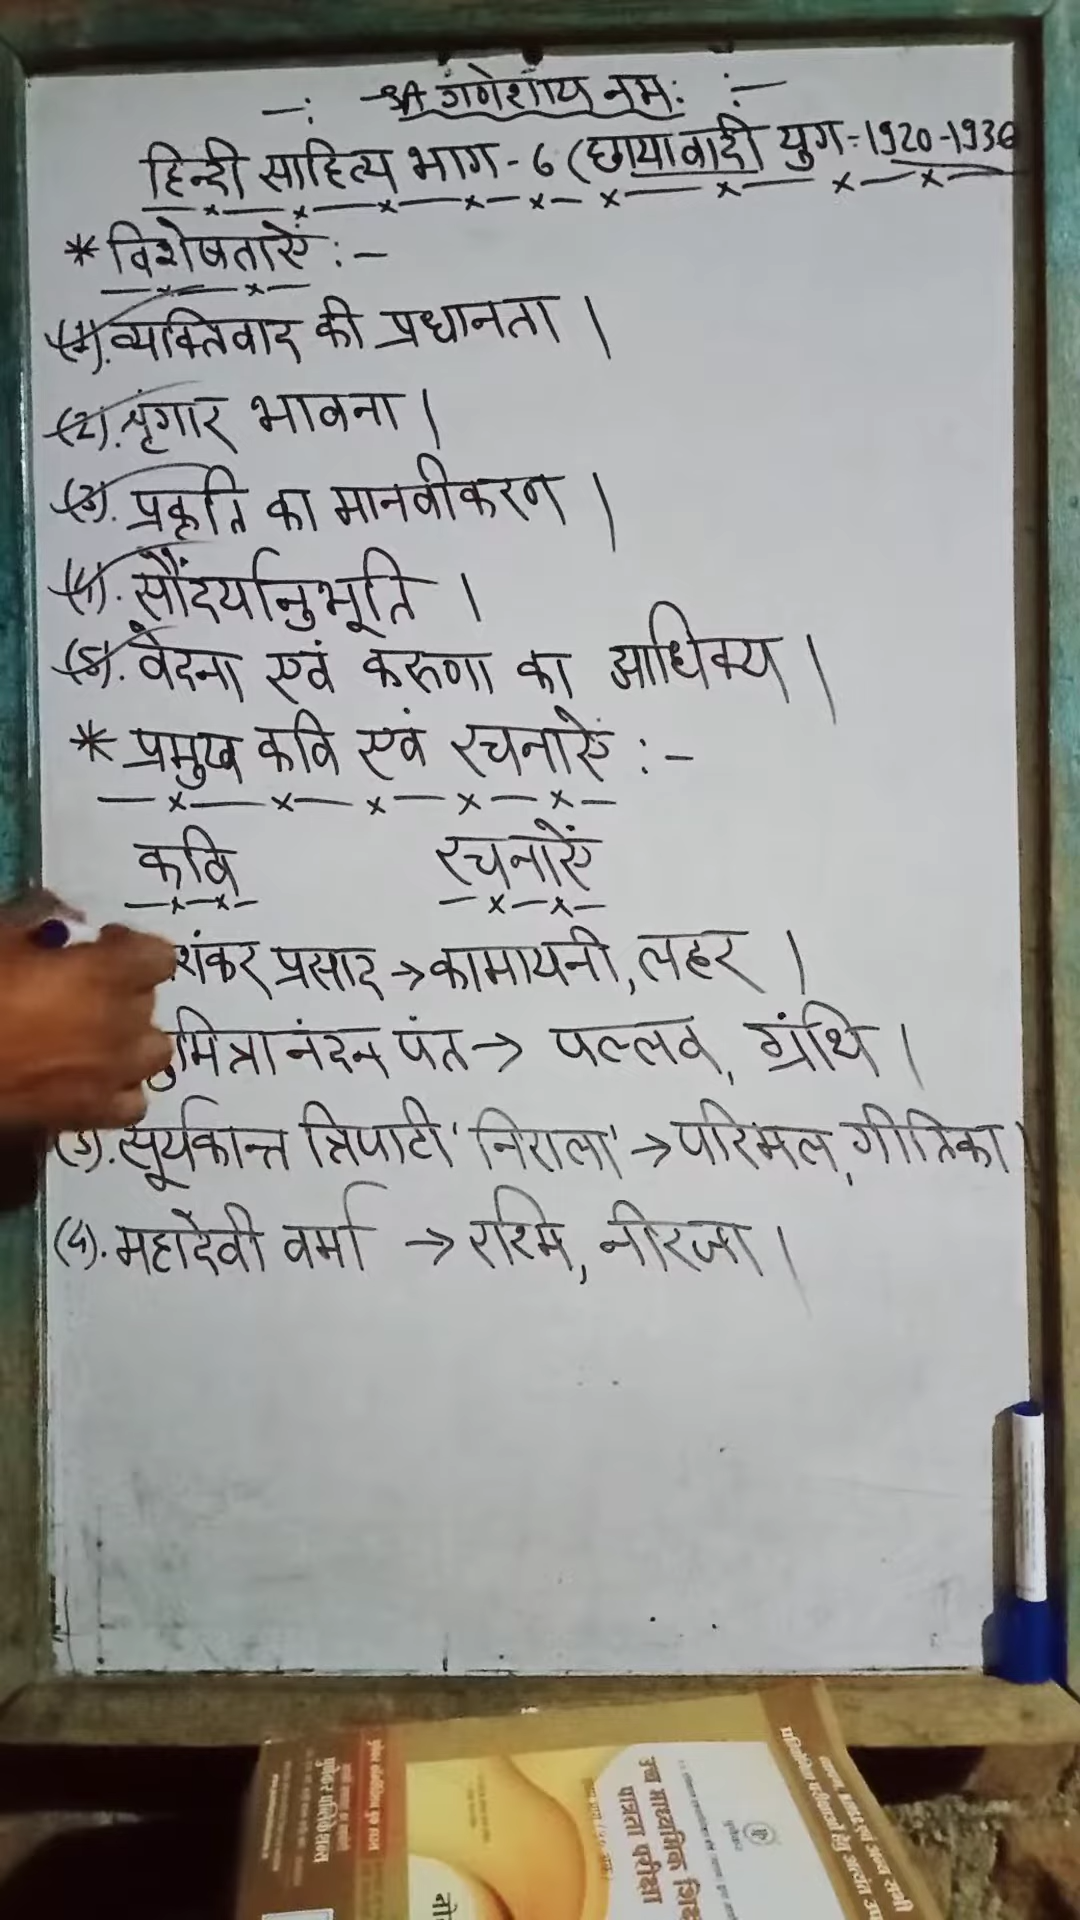 -: श्री गणेशाय नमः :-
हिन्दी साहित्य भाग-6 (छायावादी युग-1920-1936
* विशेषताऐं :-
(1). व्यक्तिवाद की प्रधानता |
(2). श्रृंगार भावना |
(3). प्रकृति का मानवीकरण |
(4). सौंदर्यानुभूति |
(5). वेदना एवं करुणा का आधिक्य |
* प्रमुख कवि एवं रचनाऐं :-
कवि रचनाऐं
शंकर प्रसाद → कामायनी, लहर |
ुमित्रानंदन पंत → पल्लव, ग्रंथि |
(3). सूर्यकान्त त्रिपाटी 'निराला' → परिमल, गीतिका |
(4). महादेवी वर्मा → रश्मि, नीरजा |
उच्च माध्यमिक शि
पात्रता परीक्षा